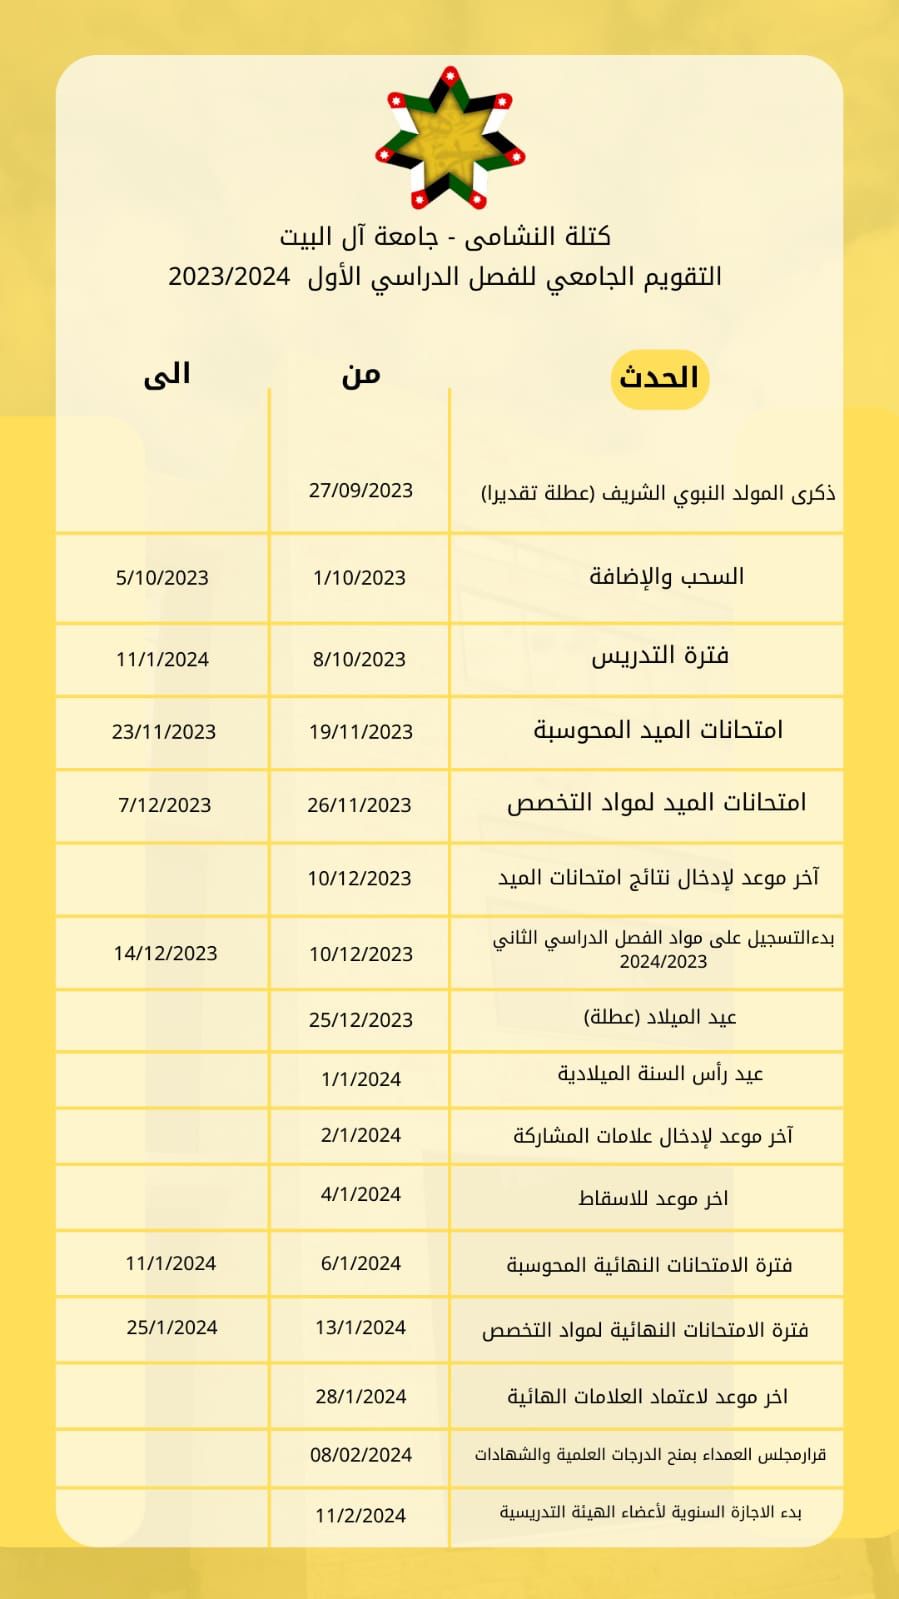 كتلة النشامى - جامعة آل البيت
التقويم الجامعي للفصل الدراسي الأول 2023/2024
الحدث من الى
ذكرى المولد النبوي الشريف (عطلة تقديرا) 27/09/2023
السحب والإضافة 1/10/2023 5/10/2023
فترة التدريس 8/10/2023 11/1/2024
امتحانات الميد المحوسبة 19/11/2023 23/11/2023
امتحانات الميد لمواد التخصص 26/11/2023 7/12/2023
آخر موعد لإدخال نتائج امتحانات الميد 10/12/2023
بدءالتسجيل على مواد الفصل الدراسي الثاني
2024/2023 10/12/2023 14/12/2023
عيد الميلاد (عطلة) 25/12/2023
عيد رأس السنة الميلادية 1/1/2024
آخر موعد لإدخال علامات المشاركة 2/1/2024
اخر موعد للاسقاط 4/1/2024
فترة الامتحانات النهائية المحوسبة 6/1/2024 11/1/2024
فترة الامتحانات النهائية لمواد التخصص 13/1/2024 25/1/2024
اخر موعد لاعتماد العلامات الهائية 28/1/2024
قرارمجلس العمداء بمنح الدرجات العلمية والشهادات 08/02/2024
بدء الاجازة السنوية لأعضاء الهيئة التدريسية 11/2/2024